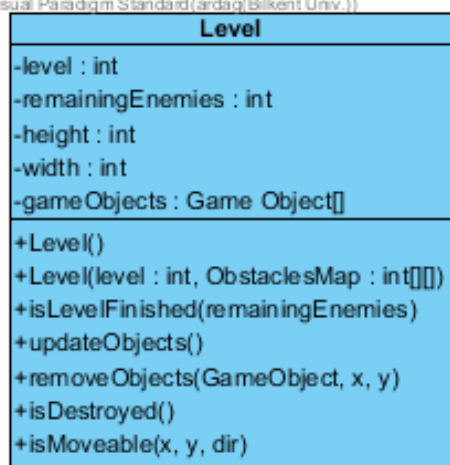 sual Paradigm Standard(ardag(Bilkent Univ.))
Level
-level : int
-remainingEnemies : int
-height : int
-width : int
-gameObjects : Game Object[]
+Level()
+Level(level : int, ObstaclesMap : int[][])
+isLevelFinished(remainingEnemies)
+updateObjects()
+removeObjects(GameObject, x, y)
+isDestroyed()
+isMoveable(x, y, dir)